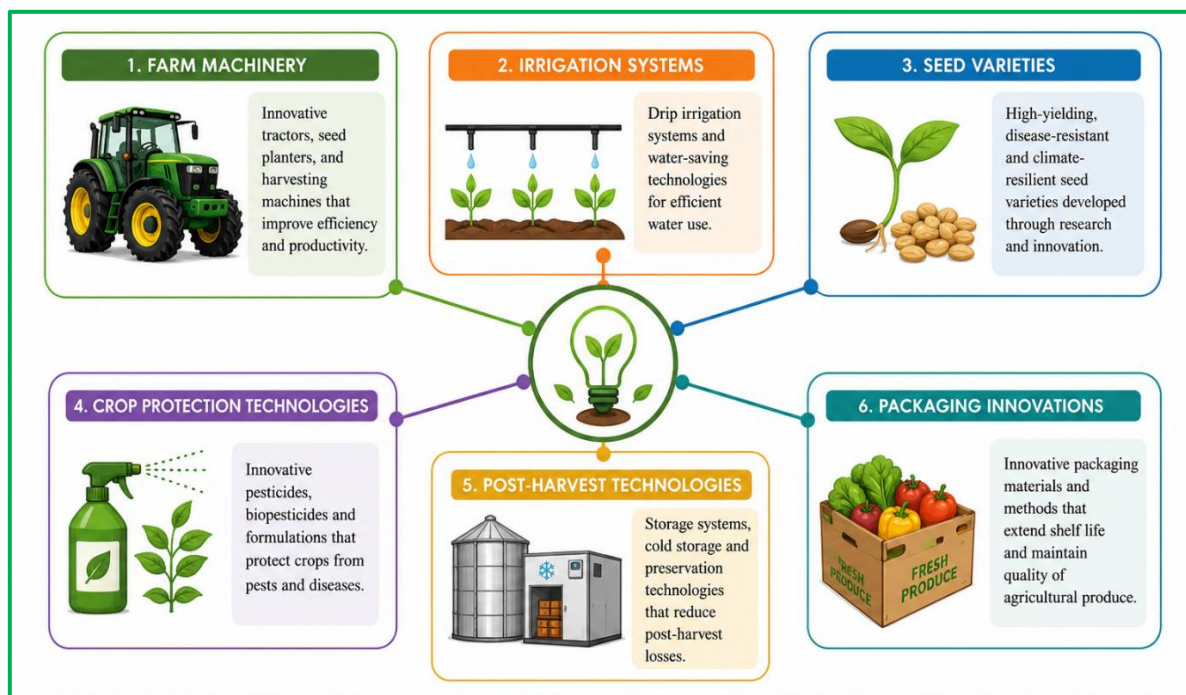 1. FARM MACHINERY
Innovative
tractors, seed
planters, and
harvesting
machines that
improve efficiency
and productivity.
2. IRRIGATION SYSTEMS
Drip irrigation
systems and
water-saving
technologies
for efficient
water use.
3. SEED VARIETIES
High-yielding,
disease-resistant
and climate-
resilient seed
varieties developed
through research
and innovation.
4. CROP PROTECTION TECHNOLOGIES
Innovative
pesticides,
biopesticides and
formulations that
protect crops from
pests and diseases.
5. POST-HARVEST TECHNOLOGIES
Storage systems,
cold storage and
preservation
technologies
that reduce
post-harvest
losses.
6. PACKAGING INNOVATIONS
FRESH
PRODUCE
FRESH
PRODUCE
Innovative packaging
materials and
methods that
extend shelf life
and maintain
quality of
agricultural produce.